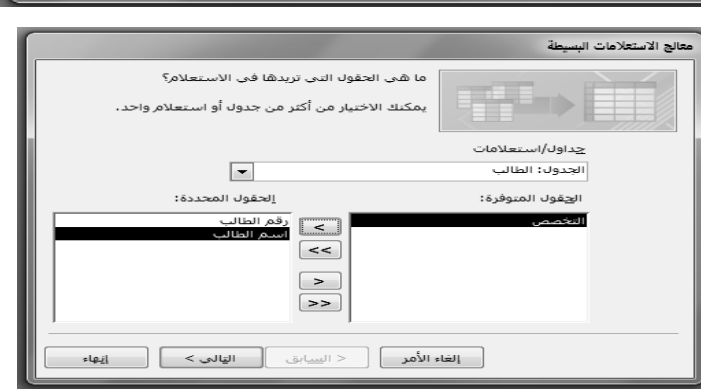 معالج الاستعلامات البسيطة
ما هي الحقول التي تريدها في الاستعلام؟
يمكنك الاختيار من أكثر من جدول أو استعلام واحد.
جداول/استعلامات
الجدول: الطالب
الحقول المتوفرة:
التخصص
>
>>
<
<<
الحقول المحددة:
رقم الطالب
اسم الطالب
إلغاء الأمر
< السابق
التالي >
إنهاء